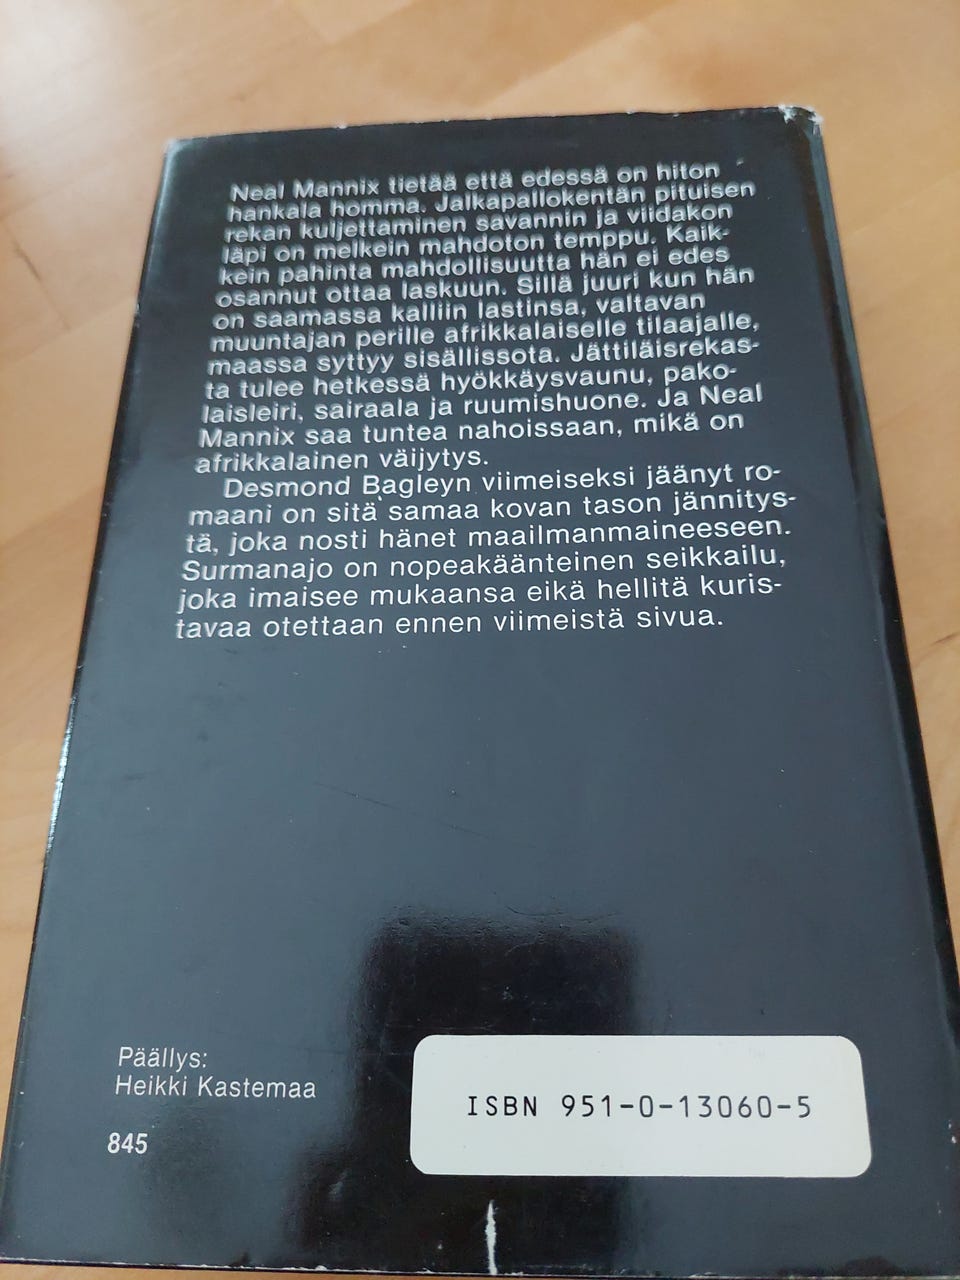 Neal Mannix tietää että edessä on hiton
hankala homma. Jalkapallokentän pituisen
rekan kuljettaminen savannin ja viidakon
läpi on melkein mahdoton temppu. Kaik-
kein pahinta mahdollisuutta hän ei edes
osannut ottaa laskuun. Sillä juuri kun hän
on saamassa kalliin lastinsa, valtavan
muuntajan perille afrikkalaiselle tilaajalle,
maassa syttyy sisällissota. Jättiläisrekas-
ta tulee hetkessä hyökkäysvaunu, pako-
laisleiri, sairaala ja ruumishuone. Ja Neal
Mannix saa tuntea nahoissaan, mikä on
afrikkalainen väijytys.
Desmond Bagleyn viimeiseksi jäänyt ro-
maani on sitä samaa kovan tason jännitys-
tä, joka nosti hänet maailmanmaineeseen.
Surmanajo on nopeakäänteinen seikkailu,
joka imaisee mukaansa eikä hellitä kuris-
tavaa otettaan ennen viimeistä sivua.
Päällys:
Heikki Kastemaa
845
ISBN 951-0-13060-5